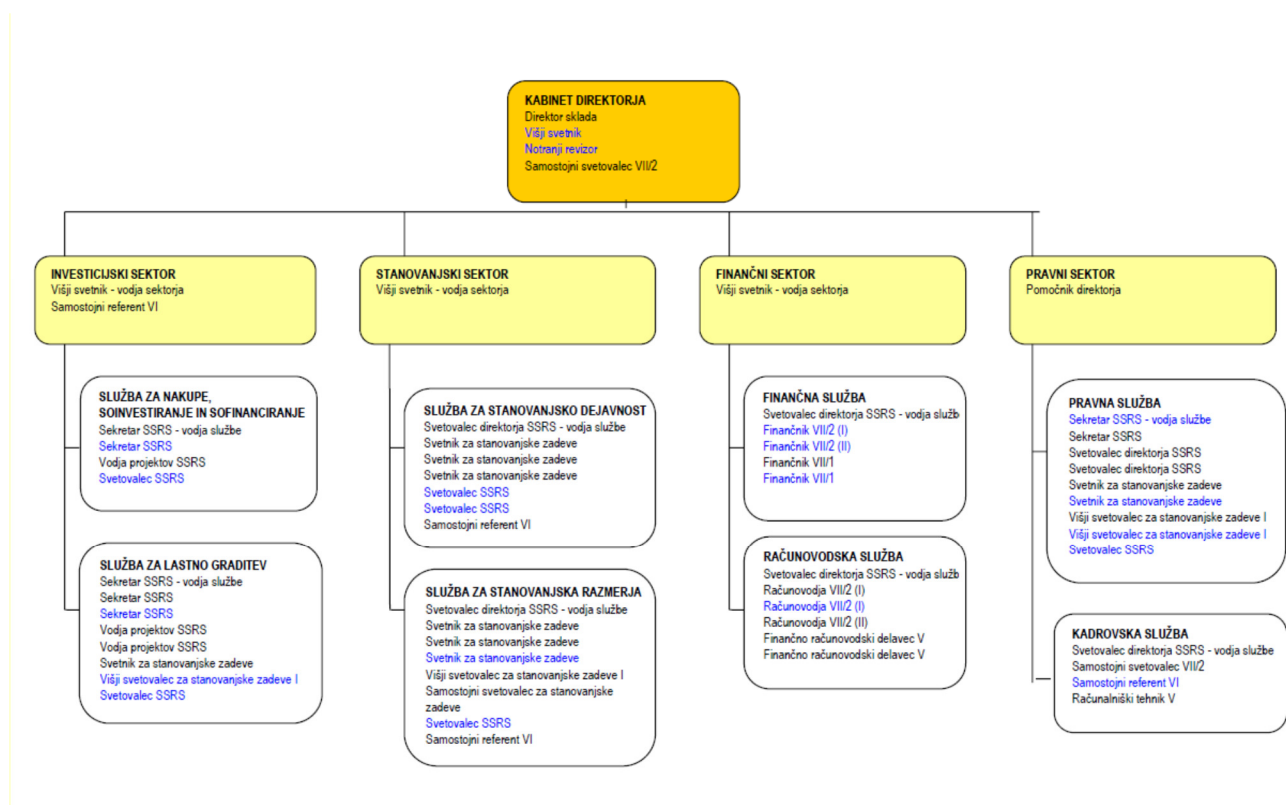 KABINET DIREKTORJA
Direktor sklada
Višji svetnik
Notranji revizor
Samostojni svetovalec VII/2
INVESTICIJSKI SEKTOR
Višji svetnik - vodja sektorja
Samostojni referent VI
STANOVANJSKI SEKTOR
Višji svetnik - vodja sektorja
FINANČNI SEKTOR
Višji svetnik - vodja sektorja
PRAVNI SEKTOR
Pomočnik direktorja
SLUŽBA ZA NAKUPE,
SOINVESTIRANJE IN SOFINANCIRANJE
Sekretar SSRS - vodja službe
Sekretar SSRS
Vodja projektov SSRS
Svetovalec SSRS
SLUŽBA ZA LASTNO GRADITEV
Sekretar SSRS - vodja službe
Sekretar SSRS
Sekretar SSRS
Vodja projektov SSRS
Vodja projektov SSRS
Svetnik za stanovanjske zadeve
Višji svetovalec za stanovanjske zadeve I
Svetovalec SSRS
SLUŽBA ZA STANOVANJSKO DEJAVNOST
Svetovalec direktorja SSRS - vodja službe
Svetnik za stanovanjske zadeve
Svetnik za stanovanjske zadeve
Svetnik za stanovanjske zadeve
Svetovalec SSRS
Svetovalec SSRS
Samostojni referent VI
SLUŽBA ZA STANOVANJSKA RAZMERJA
Svetovalec direktorja SSRS - vodja službe
Svetnik za stanovanjske zadeve
Svetnik za stanovanjske zadeve
Svetnik za stanovanjske zadeve
Višji svetovalec za stanovanjske zadeve I
Samostojni svetovalec za stanovanjske
zadeve
Svetovalec SSRS
Samostojni referent VI
FINANČNA SLUŽBA
Svetovalec direktorja SSRS - vodja služb
Finančnik VII/2 (I)
Finančnik VII/2 (II)
Finančnik VII/1
Finančnik VII/1
RAČUNOVODSKA SLUŽBA
Svetovalec direktorja SSRS - vodja služb
Računovodja VII/2 (I)
Računovodja VII/2 (I)
Računovodja VII/2 (II)
Finančno računovodski delavec V
Finančno računovodski delavec V
PRAVNA SLUŽBA
Sekretar SSRS - vodja službe
Sekretar SSRS
Svetovalec direktorja SSRS
Svetovalec direktorja SSRS
Svetnik za stanovanjske zadeve
Svetnik za stanovanjske zadeve
Višji svetovalec za stanovanjske zadeve I
Višji svetovalec za stanovanjske zadeve I
Svetovalec SSRS
KADROVSKA SLUŽBA
Svetovalec direktorja SSRS - vodja službe
Samostojni svetovalec VII/2
Samostojni referent VI
Računalniški tehnik V